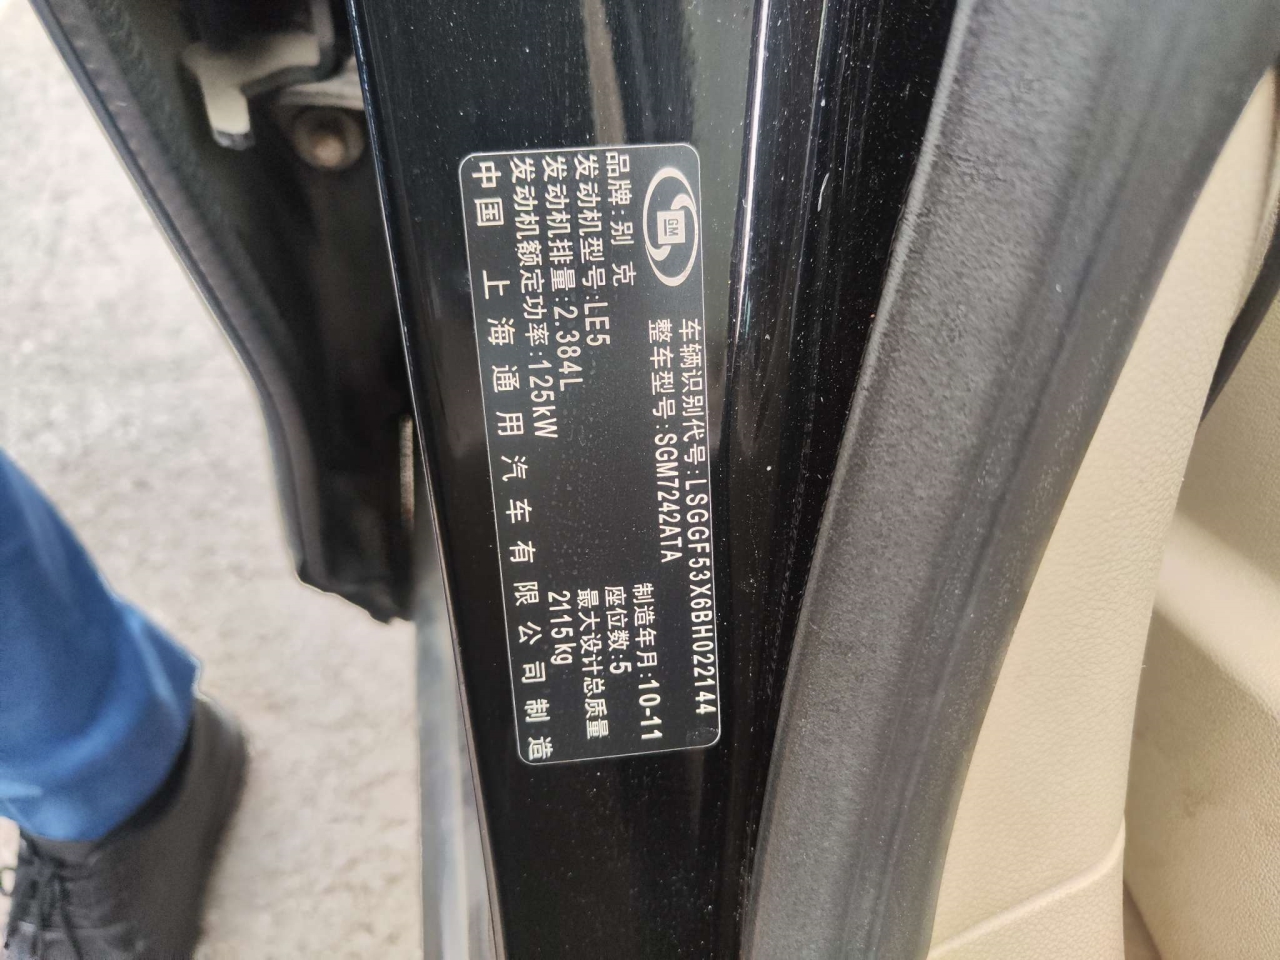 GM
车辆识别代号:LSGGF53X6BH022144
整车型号:SGM7242ATA
品牌:别克
制造年月:10-11
发动机型号:LE5
座位数:5
发动机排量:2.384L
最大设计总质量
发动机额定功率:125kW
2115kg
中国 上海通用汽车有限公司制造